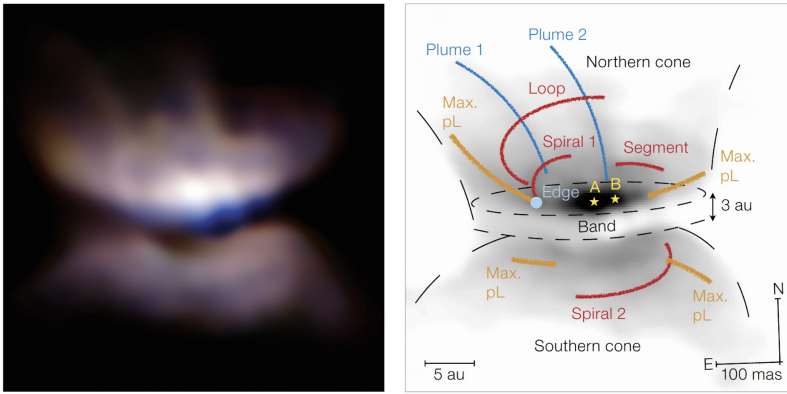 Plume 2
Plume 1
Northern cone
Loop
Max.
pL
Spiral 1
Segment
Max.
pL
Edge
A
B
3 au
Band
Max.
pL
Max.
pL
Spiral 2
N
Southern cone
E
5 au
100 mas